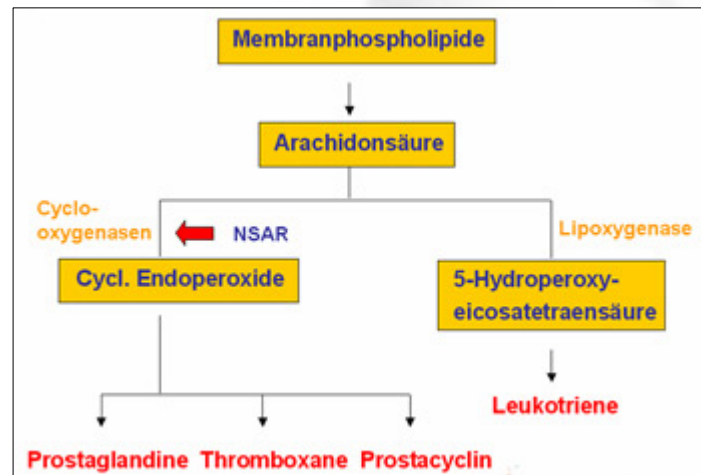 Membranphospholipide
Arachidonsäure
Cyclo-
oxygenasen
NSAR
Lipoxygenase
Cycl. Endoperoxide
5-Hydroperoxy-
eicosatetraensäure
Leukotriene
Prostaglandine Thromboxane Prostacyclin